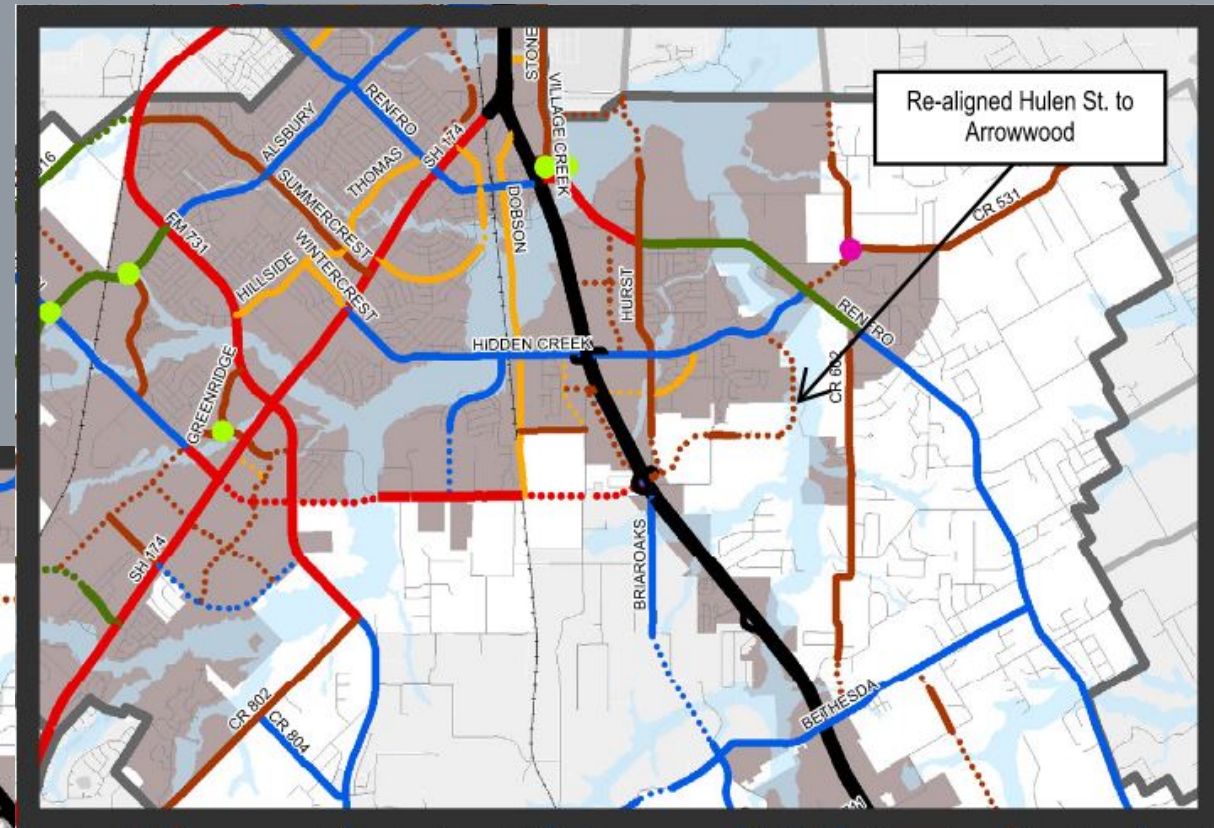 STONE
VILLAGE CREEK
RENFRO
ALSBURY
SH 174
THOMAS
SUMMERCREST
DOBSON
FM 731
WINTERCREST
HILLSIDE
HURST
HIDDEN CREEK
GREENRIDGE
Re-aligned Hulen St. to
Arrowwood
CR 531
RENFRO
CR 602
SH 174
BRIAROAKS
CR 802
CR 804
BETHESDA